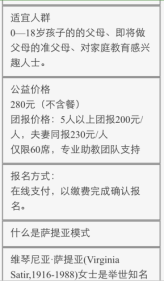 适宜人群
0—18岁孩子的的父母、即将做
父母的准父母、对家庭教育感兴
趣人士。
公益价格
280元（不含餐）
团报价格：5人以上团报200元/
人，夫妻同报230元/人
仅限60席，专业助教团队支持
报名方式：
在线支付，以缴费完成确认报
名。
什么是萨提亚模式
维琴尼亚·萨提亚(Virginia
Satir,1916-1988)女士是举世知名